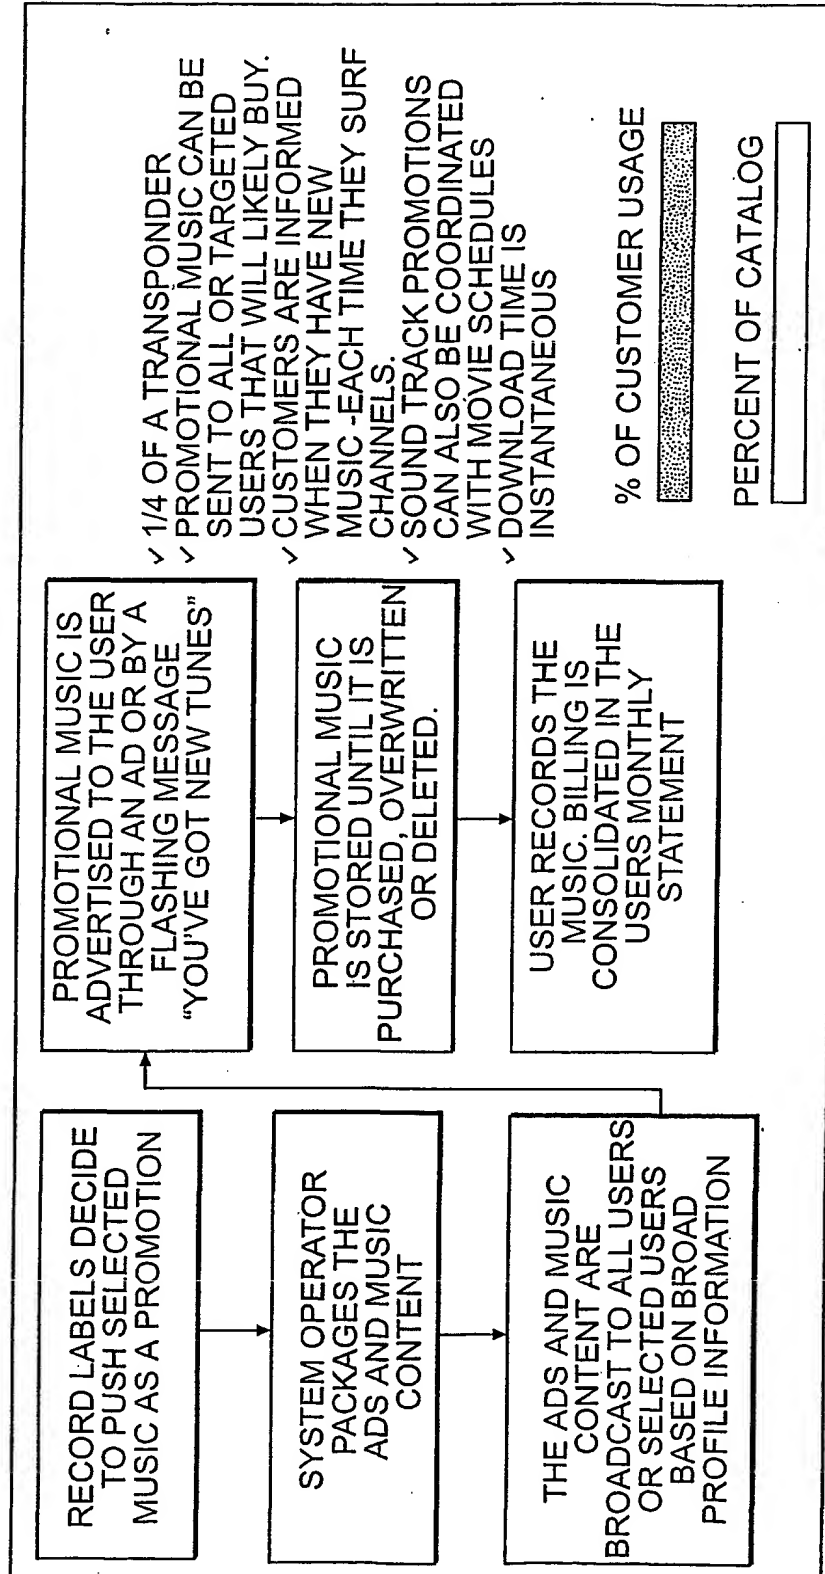 RECORD LABELS DECIDE
TO PUSH SELECTED
MUSIC AS A PROMOTION
SYSTEM OPERATOR
PACKAGES THE
ADS AND MUSIC
CONTENT
THE ADS AND MUSIC
CONTENT ARE
BROADCAST TO ALL USERS
OR SELECTED USERS
BASED ON BROAD
PROFILE INFORMATION
PROMOTIONAL MUSIC IS
ADVERTISED TO THE USER
THROUGH AN AD OR BY A
FLASHING MESSAGE
“YOU’VE GOT NEW TUNES”
PROMOTIONAL MUSIC
IS STORED UNTIL IT IS
PURCHASED, OVERWRITTEN
OR DELETED.
USER RECORDS THE
MUSIC. BILLING IS
CONSOLIDATED IN THE
USERS MONTHLY
STATEMENT
✓ 1/4 OF A TRANSPONDER
✓ PROMOTIONAL MUSIC CAN BE
SENT TO ALL OR TARGETED
USERS THAT WILL LIKELY BUY.
✓ CUSTOMERS ARE INFORMED
WHEN THEY HAVE NEW
MUSIC -EACH TIME THEY SURF
CHANNELS.
✓ SOUND TRACK PROMOTIONS
CAN ALSO BE COORDINATED
WITH MOVIE SCHEDULES
✓ DOWNLOAD TIME IS
INSTANTANEOUS
% OF CUSTOMER USAGE
PERCENT OF CATALOG